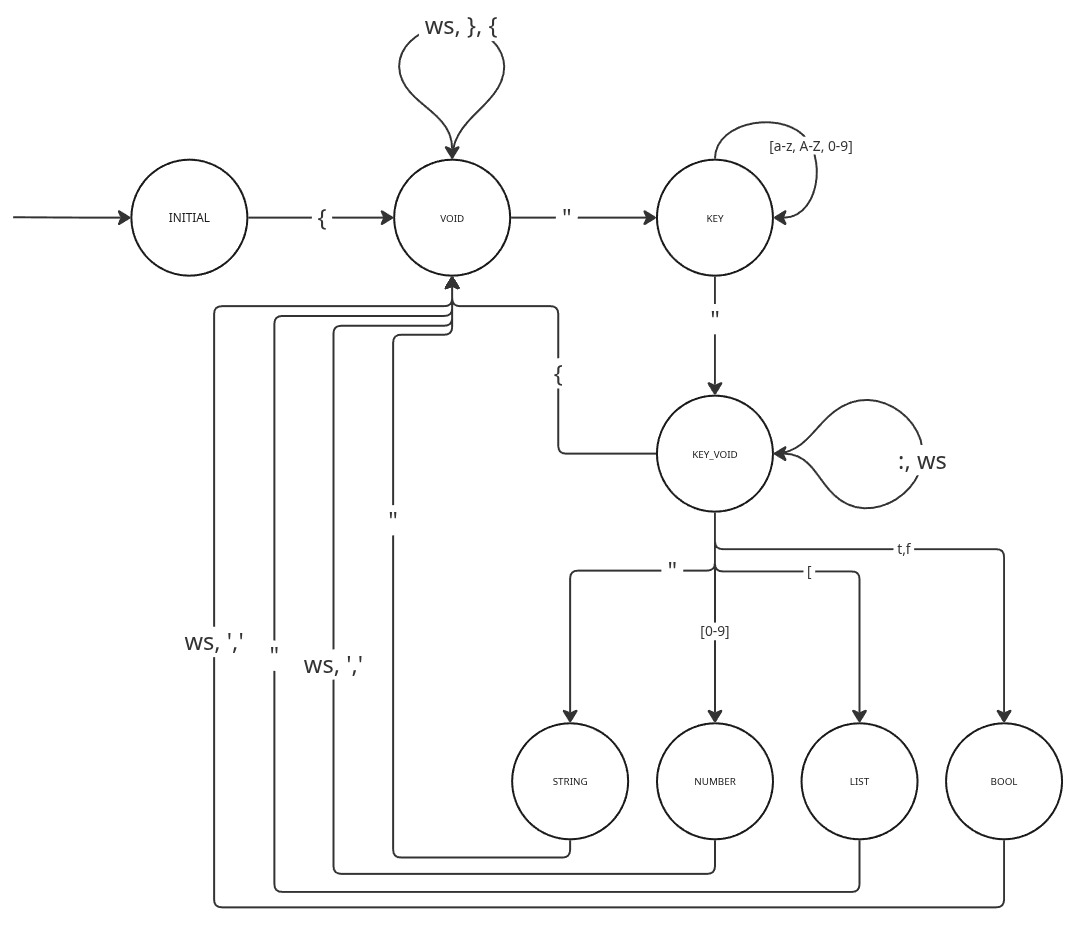 ws, }, {
[a-z, A-Z, 0-9]
INITIAL
{
VOID
"
KEY
"
{
KEY_VOID
:, ws
"
t,f
"
[
[0-9]
ws, ','
"
ws, ','
STRING
NUMBER
LIST
BOOL